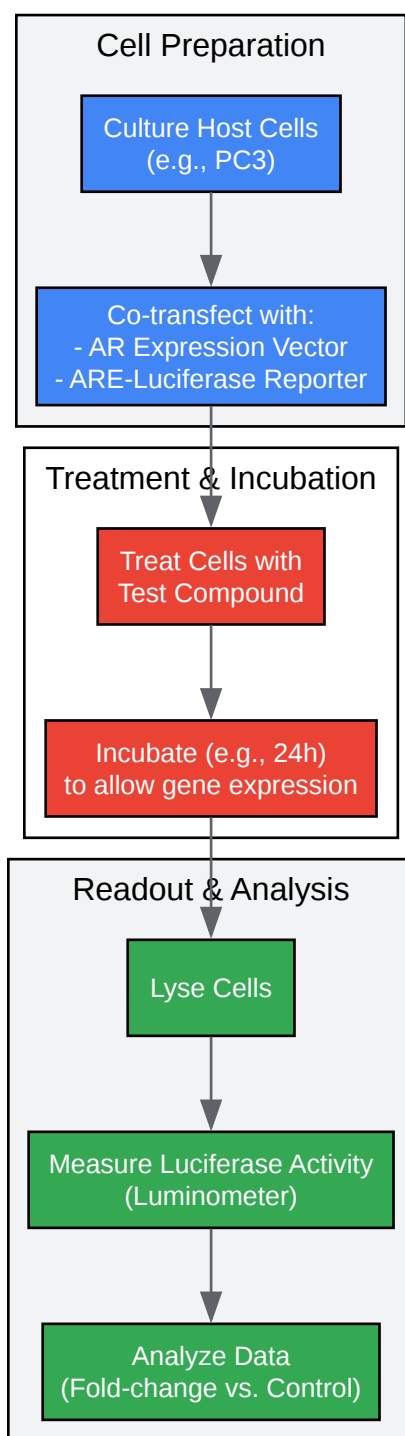 Cell Preparation
Culture Host Cells
(e.g., PC3)
Co-transfect with:
- AR Expression Vector
- ARE-Luciferase Reporter
Treatment & Incubation
Treat Cells with
Test Compound
Incubate (e.g., 24h)
to allow gene expression
Readout & Analysis
Lyse Cells
Measure Luciferase Activity
(Luminometer)
Analyze Data
(Fold-change vs. Control)